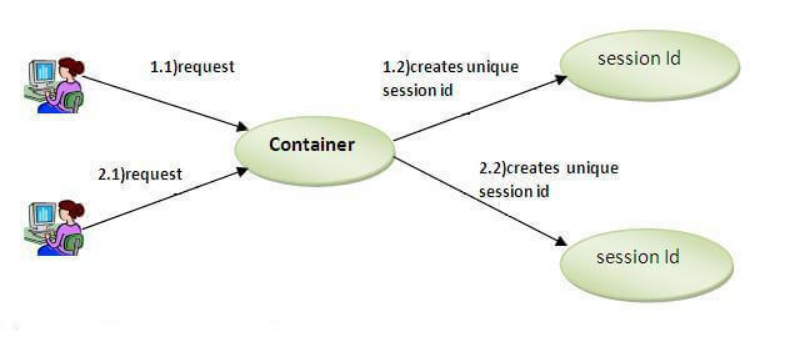 1.1)request
1.2)creates unique
session id
session Id
Container
2.1)request
2.2)creates unique
session id
session Id